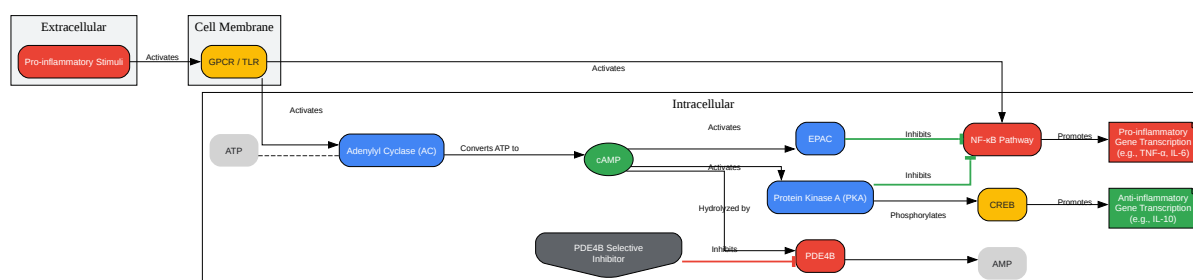 Extracellular
Cell Membrane
Pro-inflammatory Stimuli
Activates
GPCR / TLR
Activates
Intracellular
Activates
ATP
Adenylyl Cyclase (AC)
Converts ATP to
cAMP
Activates
EPAC
Inhibits
NF-κB Pathway
Promotes
Pro-inflammatory
Gene Transcription
(e.g., TNF-α, IL-6)
Activates
Protein Kinase A (PKA)
Inhibits
Phosphorylates
CREB
Promotes
Anti-inflammatory
Gene Transcription
(e.g., IL-10)
Hydrolyzed by
PDE4B Selective
Inhibitor
Inhibits
PDE4B
AMP